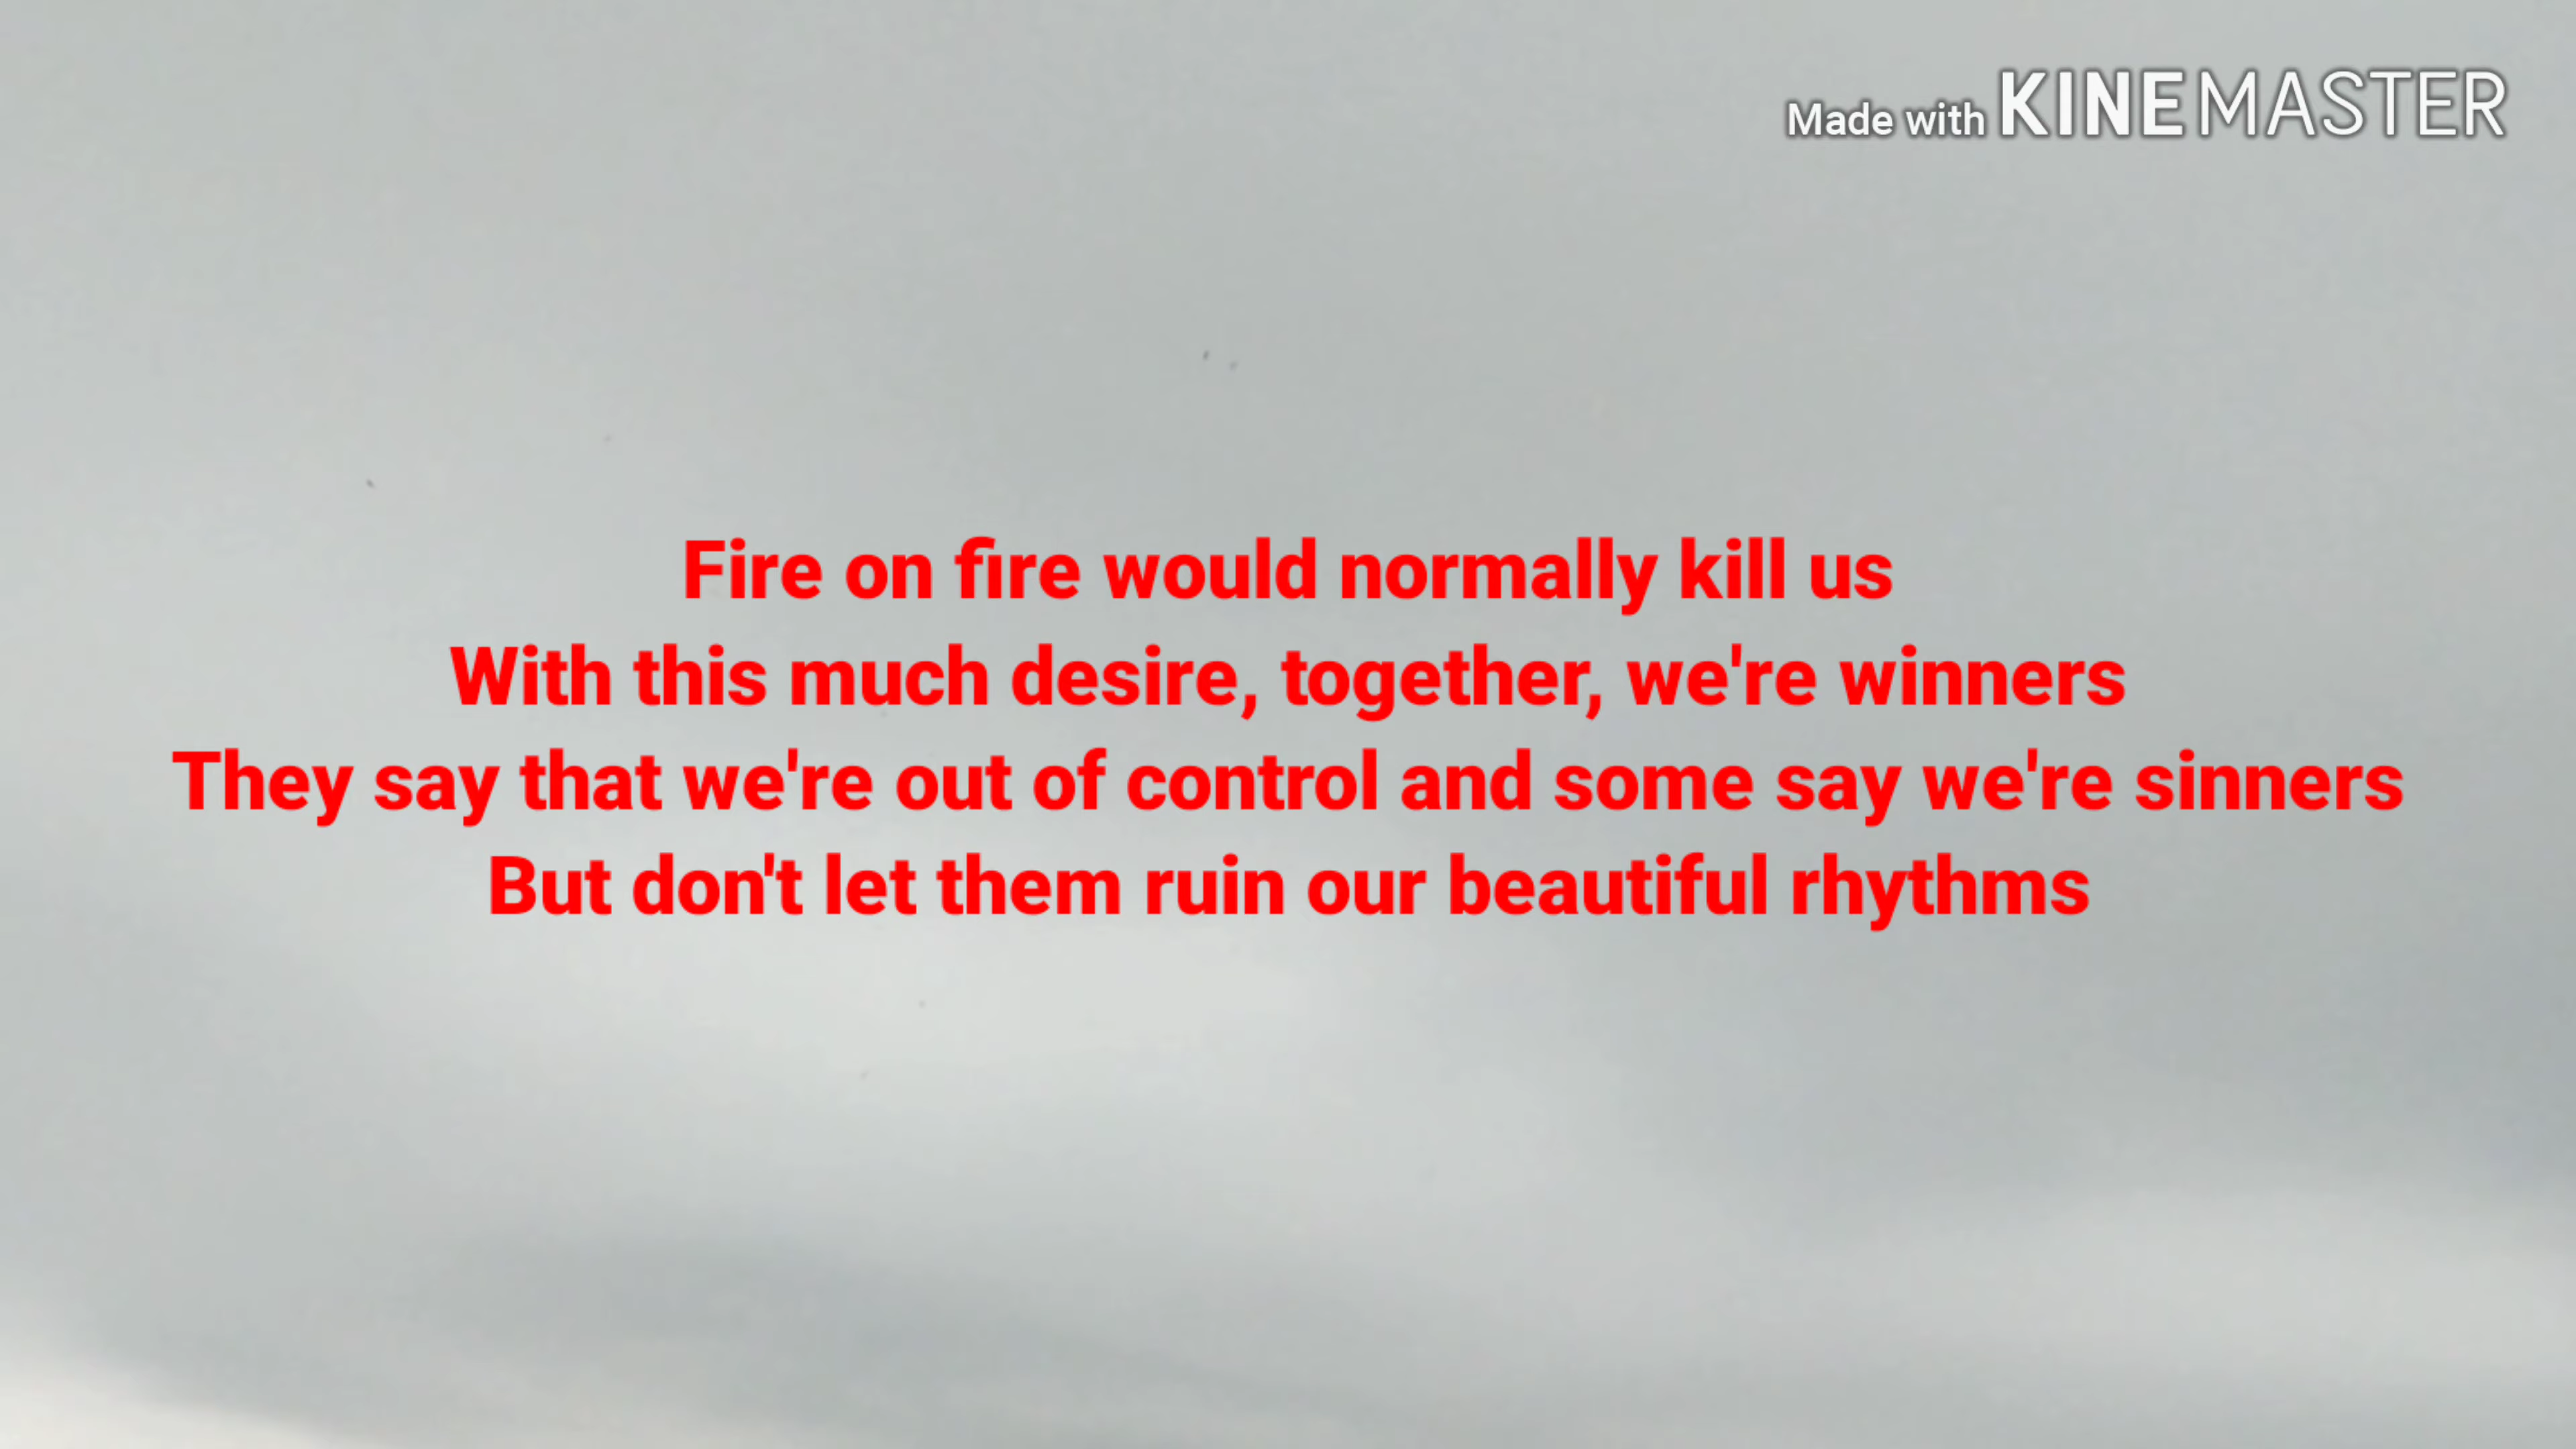 Made with KINEMASTER
Fire on fire would normally kill us
With this much desire, together, we're winners
They say that we're out of control and some say we're sinners
But don't let them ruin our beautiful rhythms